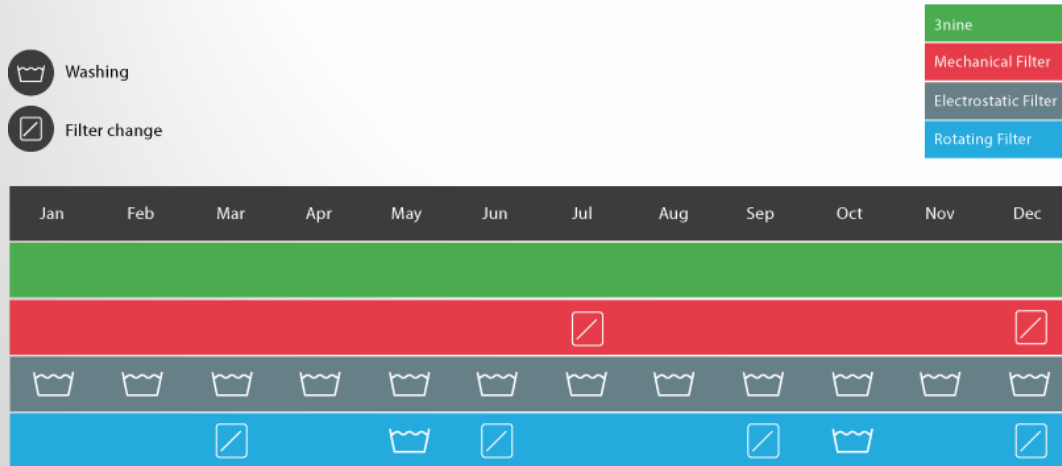 3nine
Mechanical Filter
Washing
Electrostatic Filter
Filter change
Rotating Filter
Jan Feb Mar Apr May Jun Jul Aug Sep Oct Nov Dec